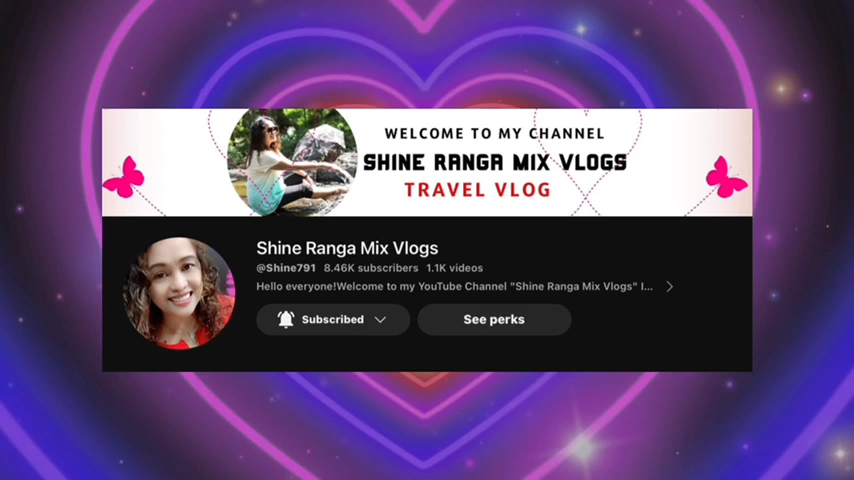 WELCOME TO MY CHANNEL
SHINE RANGA MIX VLOGS
TRAVEL VLOG
Shine Ranga Mix Vlogs
@Shine791 8.46K subscribers 1.1K videos
Hello everyone!Welcome to my YouTube Channel "Shine Ranga Mix Vlogs" I...
Subscribed
See perks